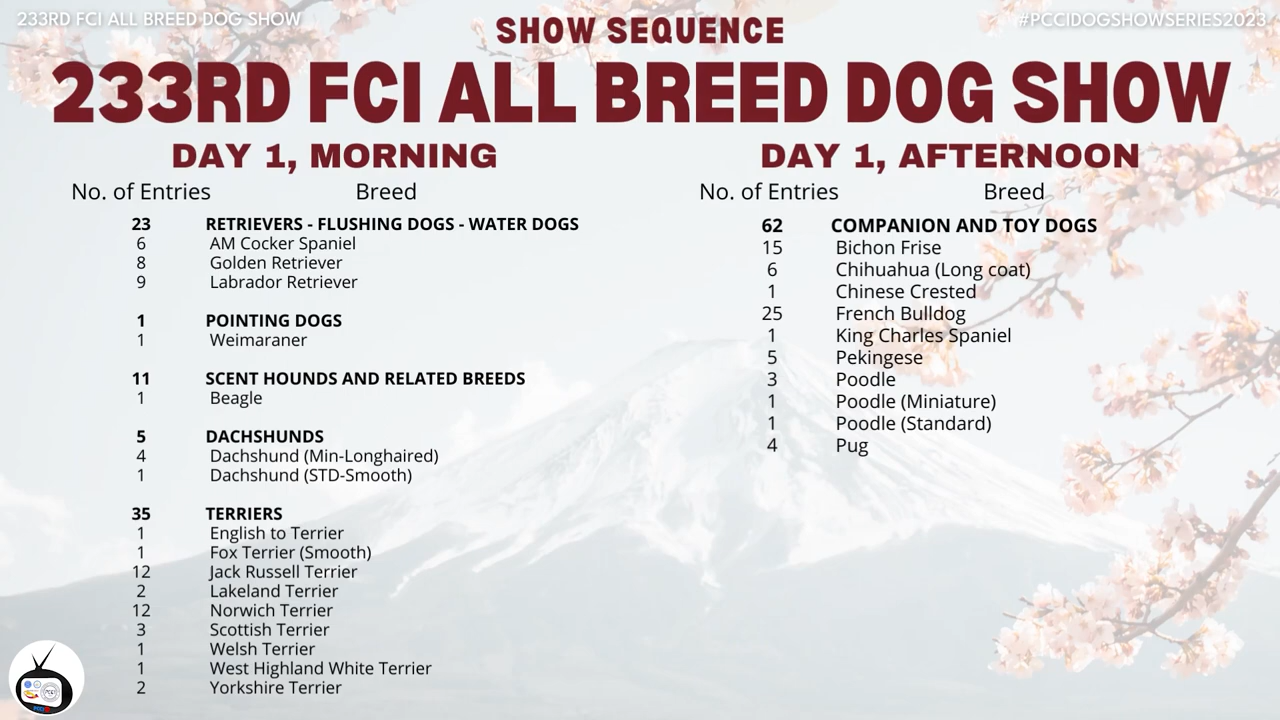 233RD FCI ALL BREED DOG SHOW
#PCCIDOGSHOWSERIES2023
SHOW SEQUENCE
233RD FCI ALL BREED DOG SHOW
DAY 1, MORNING
No. of Entries Breed
23 RETRIEVERS - FLUSHING DOGS - WATER DOGS
6 AM Cocker Spaniel
8 Golden Retriever
9 Labrador Retriever
1 POINTING DOGS
1 Weimaraner
11 SCENT HOUNDS AND RELATED BREEDS
1 Beagle
5 DACHSHUNDS
4 Dachshund (Min-Longhaired)
1 Dachshund (STD-Smooth)
35 TERRIERS
1 English to Terrier
1 Fox Terrier (Smooth)
12 Jack Russell Terrier
2 Lakeland Terrier
12 Norwich Terrier
3 Scottish Terrier
1 Welsh Terrier
1 West Highland White Terrier
2 Yorkshire Terrier
DAY 1, AFTERNOON
No. of Entries Breed
62 COMPANION AND TOY DOGS
15 Bichon Frise
6 Chihuahua (Long coat)
1 Chinese Crested
25 French Bulldog
1 King Charles Spaniel
5 Pekingese
3 Poodle
1 Poodle (Miniature)
1 Poodle (Standard)
4 Pug